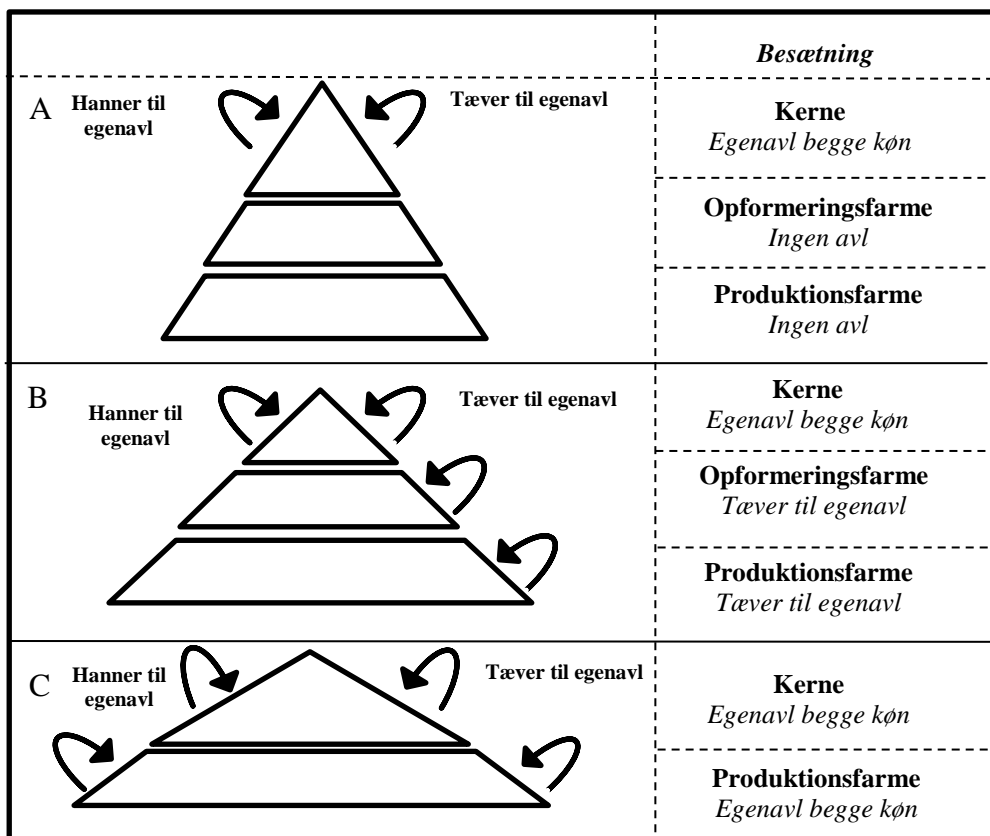 Besætning
A
Hanner til
egenavl
Tæver til egenavl
Kerne
Egenavl begge køn
Opformeringsfarme
Ingen avl
Produktionsfarme
Ingen avl
B
Hanner til
egenavl
Tæver til egenavl
Kerne
Egenavl begge køn
Opformeringsfarme
Tæver til egenavl
Produktionsfarme
Tæver til egenavl
C
Hanner til
egenavl
Tæver til egenavl
Kerne
Egenavl begge køn
Produktionsfarme
Egenavl begge køn